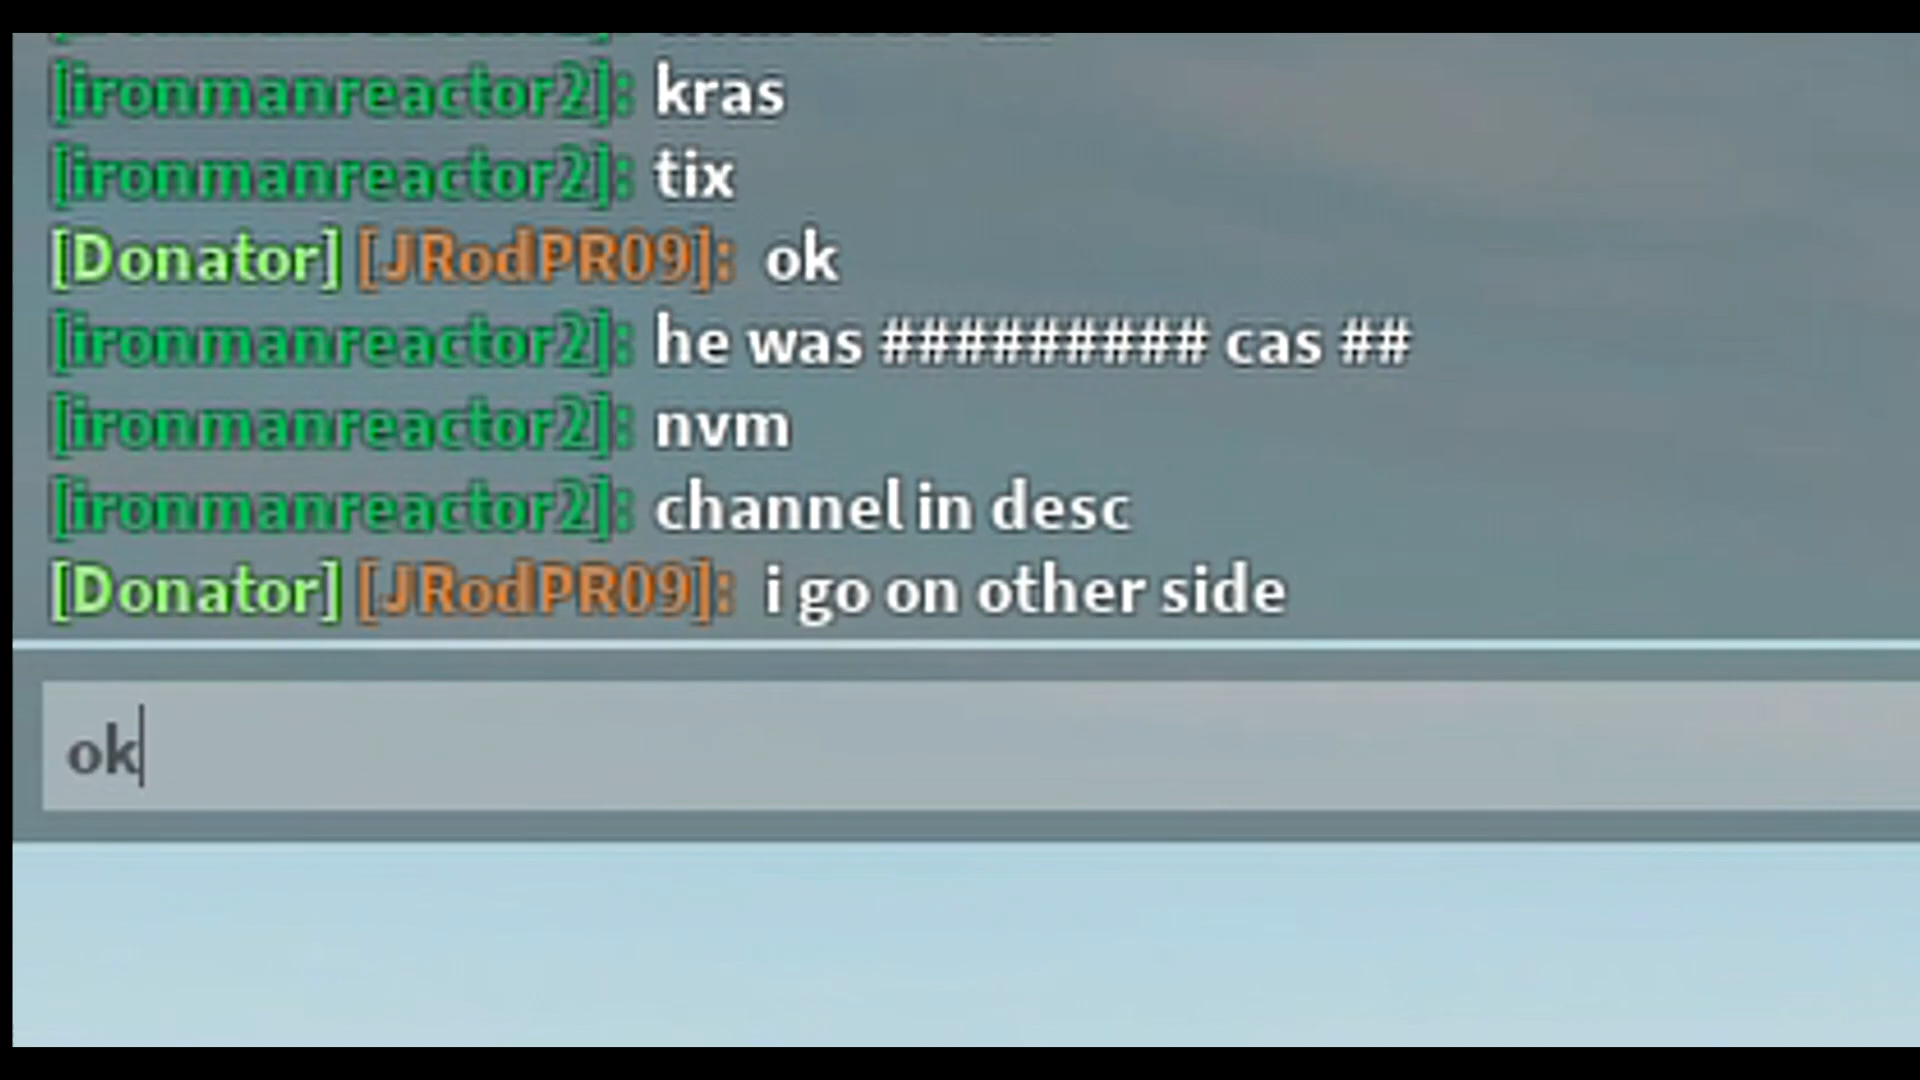 [ironmanreactor2]: kras
[ironmanreactor2]: tix
[Donator] [JRodPR09]: ok
[ironmanreactor2]: he was ######### cas ##
[ironmanreactor2]: nvm
[ironmanreactor2]: channel in desc
[Donator] [JRodPR09]: i go on other side
ok